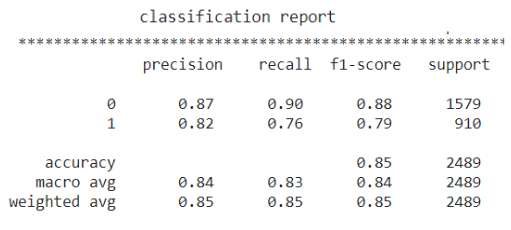 classification report
*****************************************************
precision recall f1-score support
0 0.87 0.90 0.88 1579
1 0.82 0.76 0.79 910
accuracy 0.85 2489
macro avg 0.84 0.83 0.84 2489
weighted avg 0.85 0.85 0.85 2489